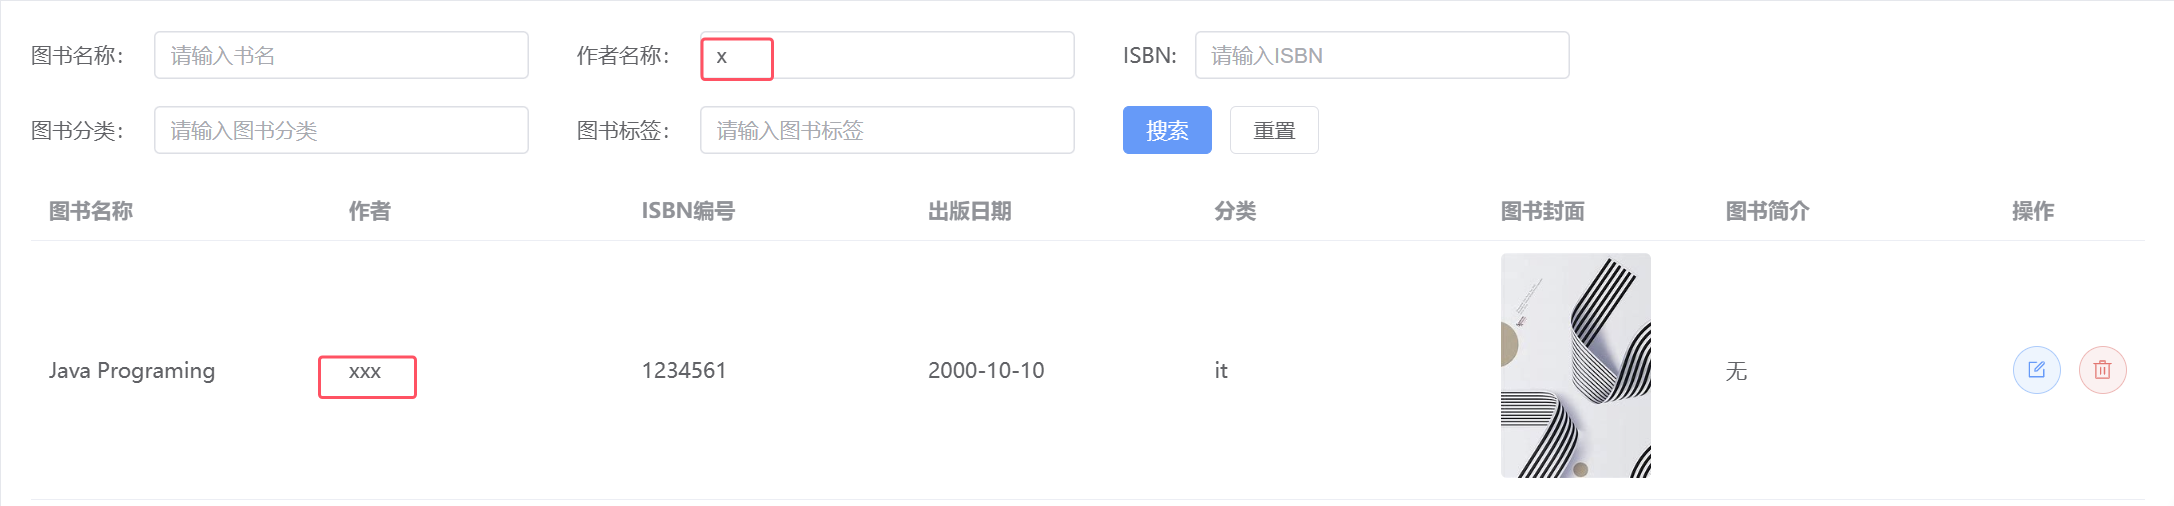 图书名称： 请输入书名 作者名称： x ISBN: 请输入ISBN
图书分类： 请输入图书分类 图书标签： 请输入图书标签 搜索 重置
图书名称 作者 ISBN编号 出版日期 分类 图书封面 图书简介 操作
Java Programing xxx 1234561 2000-10-10 it 无